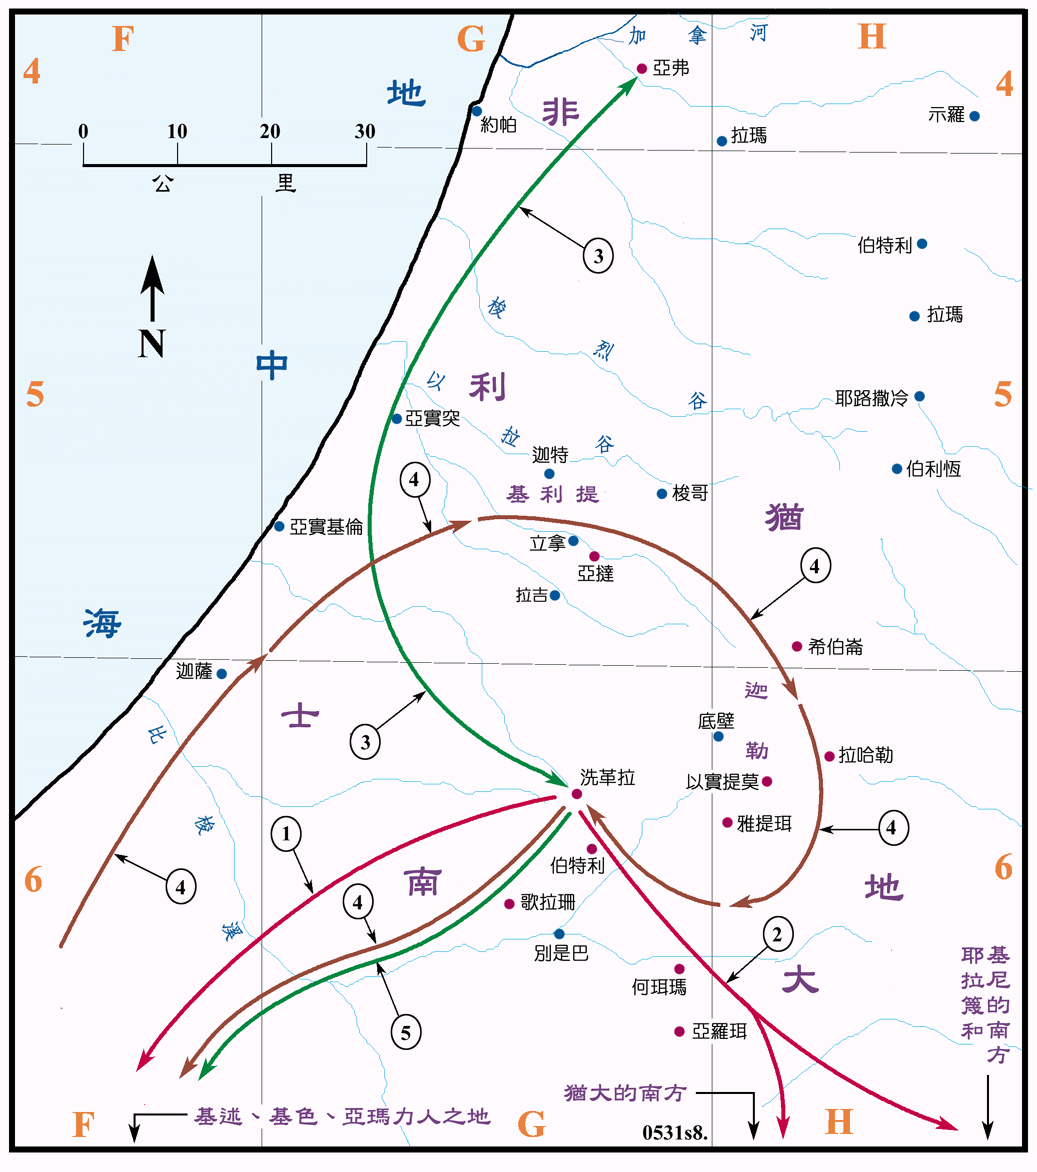 F
G
H
4
4
加拿河
亞弗
地
非
約帕
示羅
拉瑪
0 10 20 30
公里
3
伯特利
N
梭烈谷
拉瑪
中
利
以拉谷
5
5
耶路撒冷
亞實突
迦特
伯利恆
4
基利提
梭哥
猶
亞實基倫
立拿
亞撻
4
拉吉
海
希伯崙
迦薩
迦勒
士
底壁
比梭溪
3
拉哈勒
以實提莫
洗革拉
雅提珥
1
4
伯特利
6
6
4
南
地
4
歌拉珊
2
別是巴
大
何珥瑪
基尼的南方
耶拉篾和
5
亞羅珥
猶大的南方
F
基述、基色、亞瑪力人之地
G
H
0531s8.